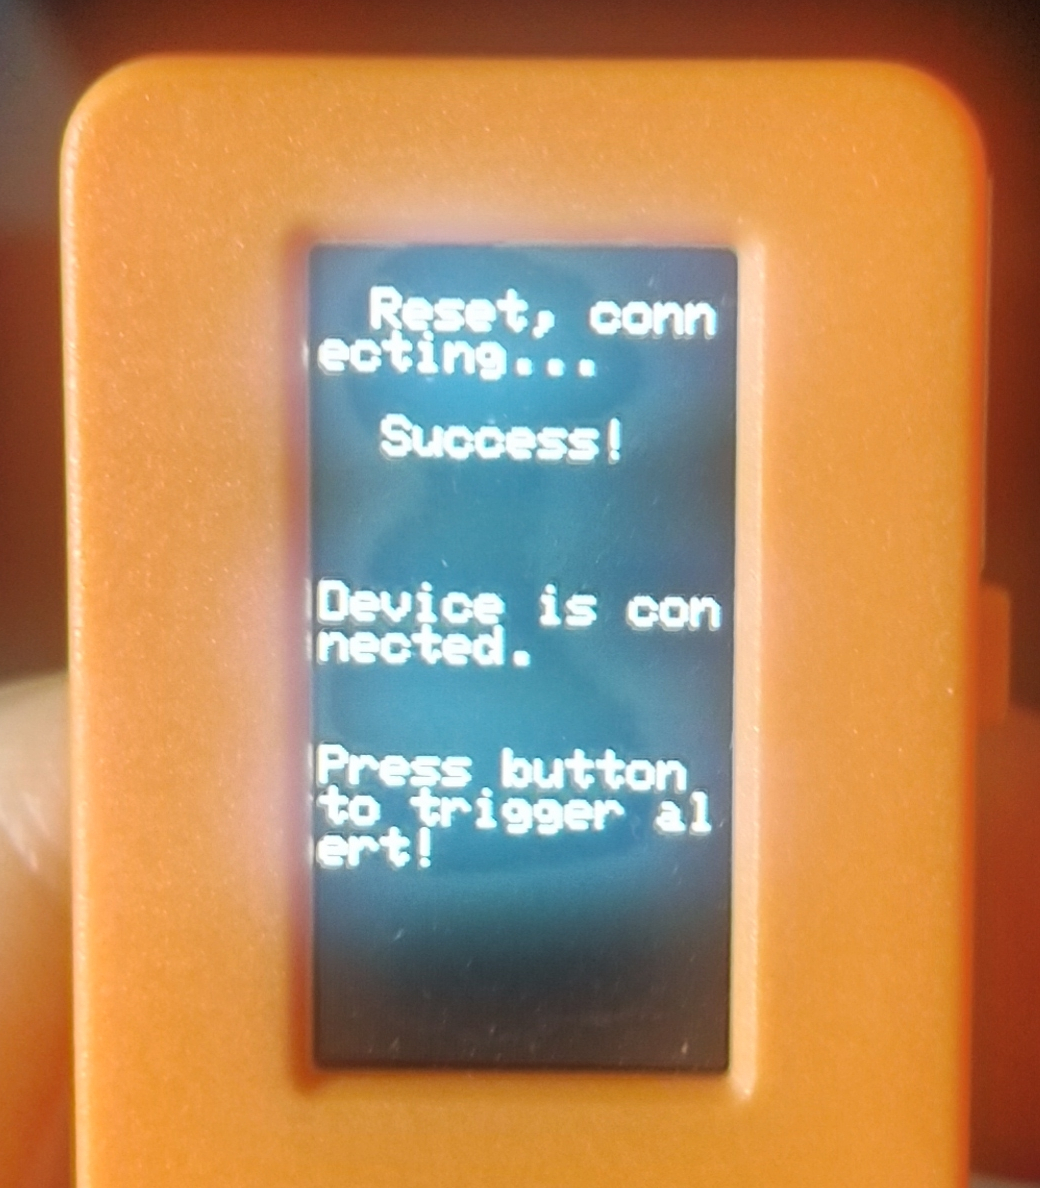 Reset, conn
ecting...
Success!
Device is con
nected.
Press button
to trigger al
ert!